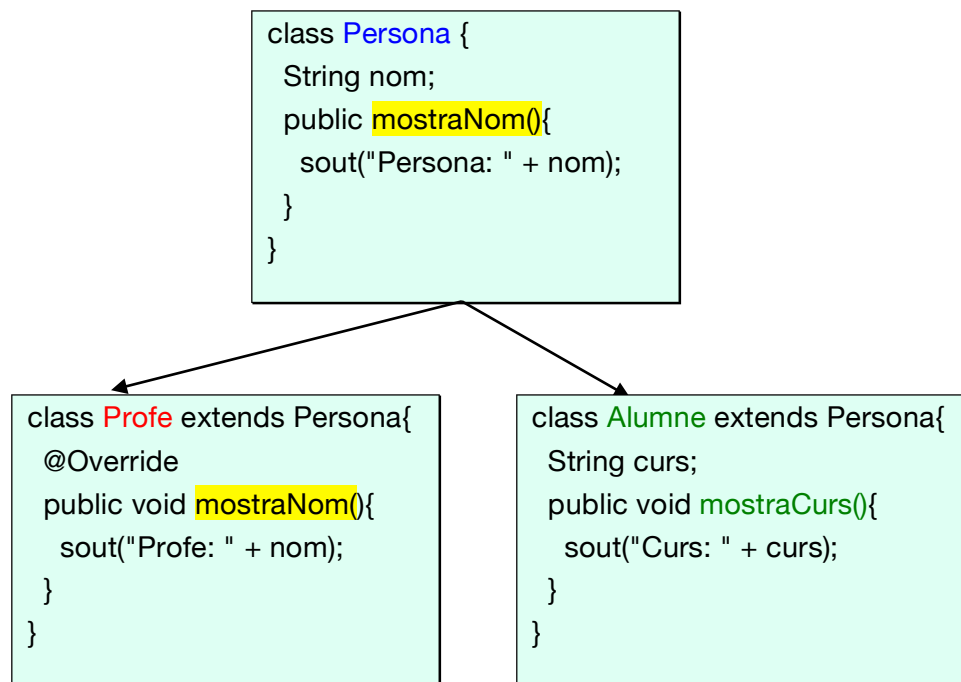 class Persona {
String nom;
public mostraNom(){
sout("Persona: " + nom);
}
}
class Profe extends Persona{
@Override
public void mostraNom(){
sout("Profe: " + nom);
}
}
class Alumne extends Persona{
String curs;
public void mostraCurs(){
sout("Curs: " + curs);
}
}